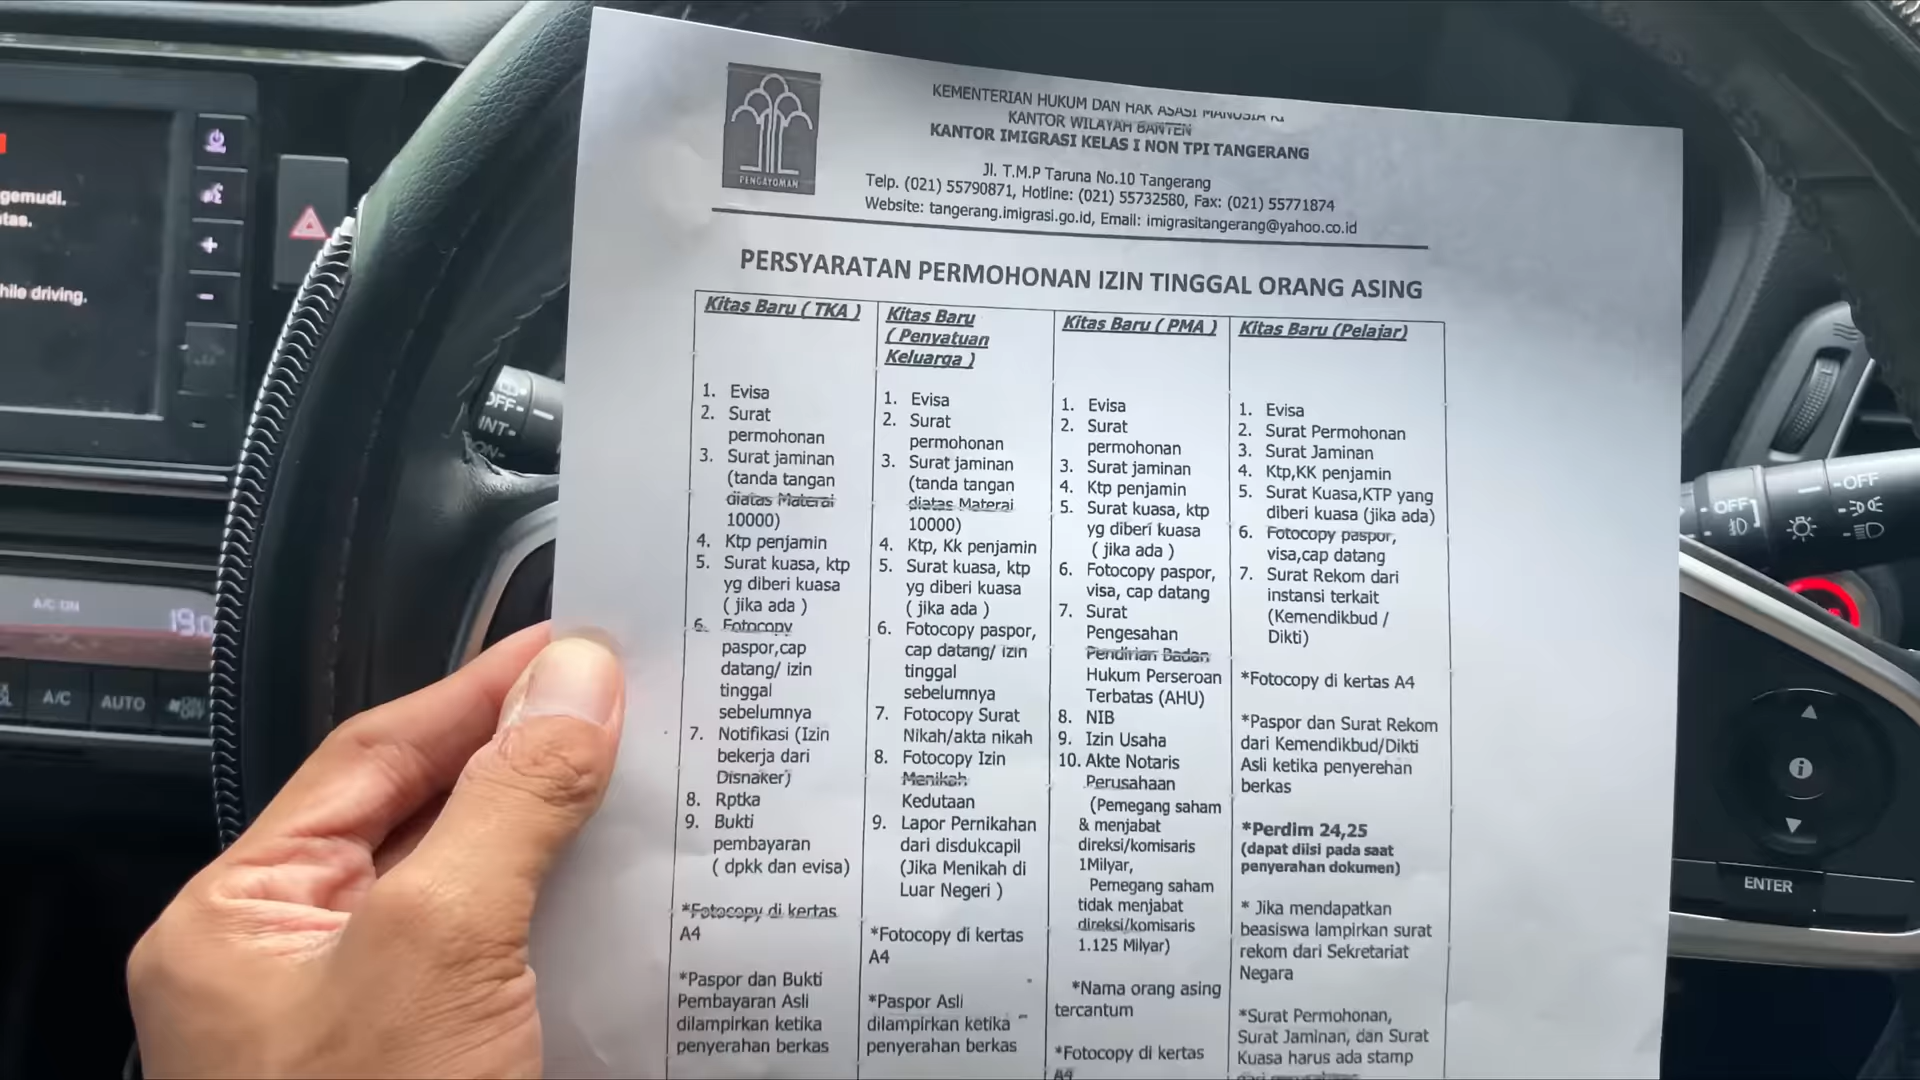 gemudi.
tas.
hile driving.
A/C ON
19.0
A/C
AUTO
ON
OFF
OFF
INT
ON
PENGAYOMAN
KEMENTERIAN HUKUM DAN HAK ASASI MANUSIA RI
KANTOR WILAYAH BANTEN
KANTOR IMIGRASI KELAS I NON TPI TANGERANG
Jl. T.M.P Taruna No.10 Tangerang
Telp. (021) 55790871, Hotline: (021) 55732580, Fax: (021) 55771874
Website: tangerang.imigrasi.go.id, Email: imigrasitangerang@yahoo.co.id
PERSYARATAN PERMOHONAN IZIN TINGGAL ORANG ASING
Kitas Baru ( TKA )
1. Evisa
2. Surat
permohonan
3. Surat jaminan
(tanda tangan
diatas Materai
10000)
4. Ktp penjamin
5. Surat kuasa, ktp
yg diberi kuasa
( jika ada )
6. Fotocopy
paspor,cap
datang/ izin
tinggal
sebelumnya
7. Notifikasi (Izin
bekerja dari
Disnaker)
8. Rptka
9. Bukti
pembayaran
( dpkk dan evisa)
*Fotocopy di kertas
A4
*Paspor dan Bukti
Pembayaran Asli
dilampirkan ketika
penyerahan berkas
Kitas Baru
( Penyatuan
Keluarga )
1. Evisa
2. Surat
permohonan
3. Surat jaminan
(tanda tangan
diatas Materai
10000)
4. Ktp, Kk penjamin
5. Surat kuasa, ktp
yg diberi kuasa
( jika ada )
6. Fotocopy paspor,
cap datang/ izin
tinggal
sebelumnya
7. Fotocopy Surat
Nikah/akta nikah
8. Fotocopy Izin
Menikah
Kedutaan
9. Lapor Pernikahan
dari disdukcapil
(Jika Menikah di
Luar Negeri )
*Fotocopy di kertas
A4
*Paspor Asli
dilampirkan ketika
penyerahan berkas
Kitas Baru ( PMA )
1. Evisa
2. Surat
permohonan
3. Surat jaminan
4. Ktp penjamin
5. Surat kuasa, ktp
yg diberi kuasa
( jika ada )
6. Fotocopy paspor,
visa, cap datang
7. Surat
Pengesahan
Pendirian Badan
Hukum Perseroan
Terbatas (AHU)
8. NIB
9. Izin Usaha
10. Akte Notaris
Perusahaan
(Pemegang saham
& menjabat
direksi/komisaris
1Milyar,
Pemegang saham
tidak menjabat
direksi/komisaris
1.125 Milyar)
*Nama orang asing
tercantum
*Fotocopy di kertas
A4
Kitas Baru (Pelajar)
1. Evisa
2. Surat Permohonan
3. Surat Jaminan
4. Ktp,KK penjamin
5. Surat Kuasa,KTP yang
diberi kuasa (jika ada)
6. Fotocopy paspor,
visa,cap datang
7. Surat Rekom dari
instansi terkait
(Kemendikbud /
Dikti)
*Fotocopy di kertas A4
*Paspor dan Surat Rekom
dari Kemendikbud/Dikti
Asli ketika penyerehan
berkas
*Perdim 24,25
(dapat diisi pada saat
penyerahan dokumen)
* Jika mendapatkan
beasiswa lampirkan surat
rekom dari Sekretariat
Negara
*Surat Permohonan,
Surat Jaminan, dan Surat
Kuasa harus ada stamp
OFF
OFF
ENTER